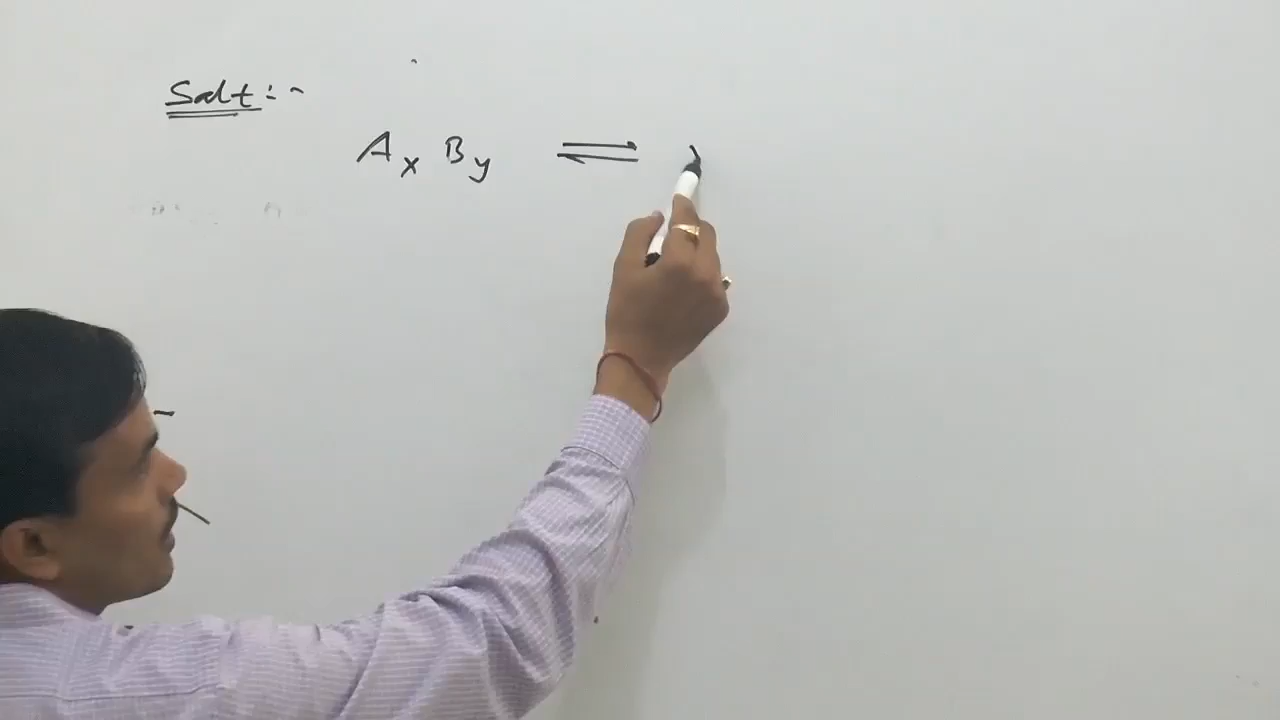 Salt :-
Ax By ⇌